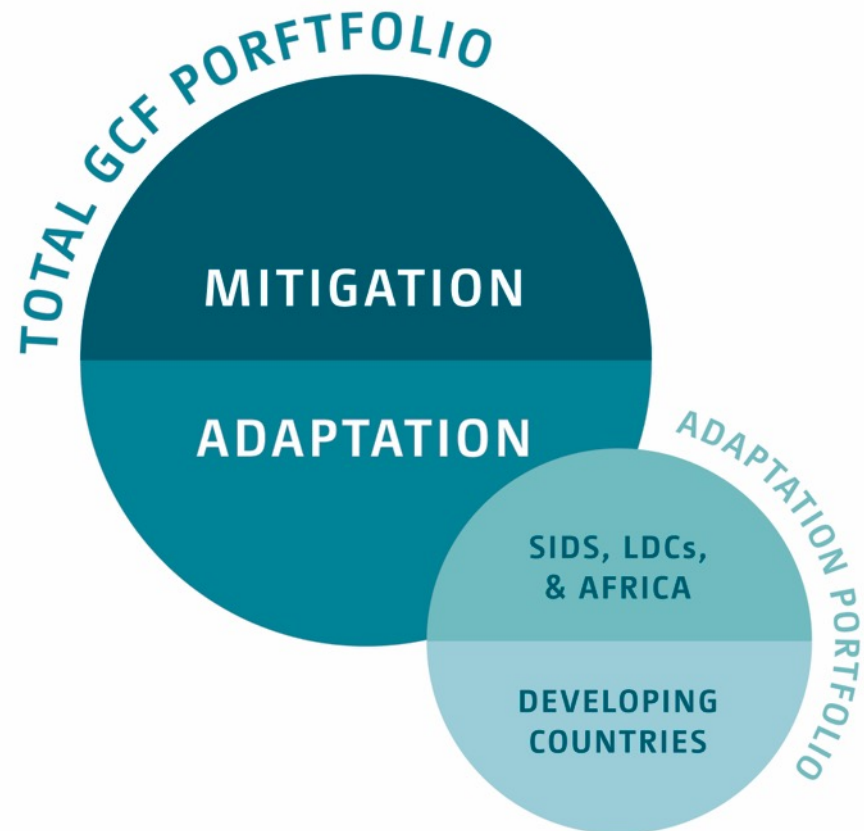 TOTAL GCF PORFTFOLIO
MITIGATION
ADAPTATION
ADAPTATION PORTFOLIO
SIDS, LDCs,
& AFRICA
DEVELOPING
COUNTRIES